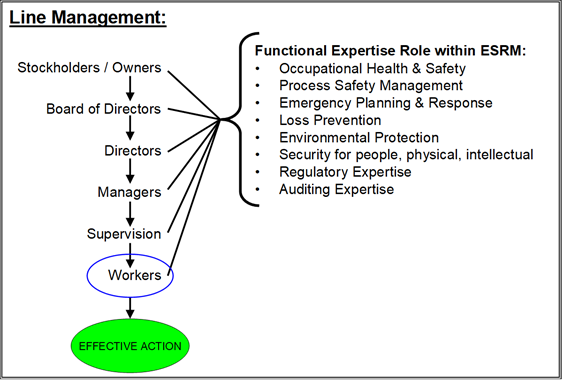 Line Management:
Stockholders / Owners
Board of Directors
Directors
Managers
Supervision
Workers
EFFECTIVE ACTION
Functional Expertise Role within ESRM:
• Occupational Health & Safety
• Process Safety Management
• Emergency Planning & Response
• Loss Prevention
• Environmental Protection
• Security for people, physical, intellectual
• Regulatory Expertise
• Auditing Expertise